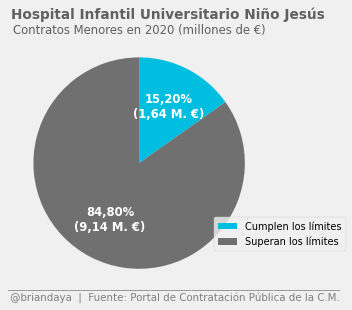 Hospital Infantil Universitario Niño Jesús
Contratos Menores en 2020 (millones de €)
15,20%
(1,64 M. €)
84,80%
(9,14 M. €)
Cumplen los límites
Superan los límites
@briandaya | Fuente: Portal de Contratación Pública de la C.M.